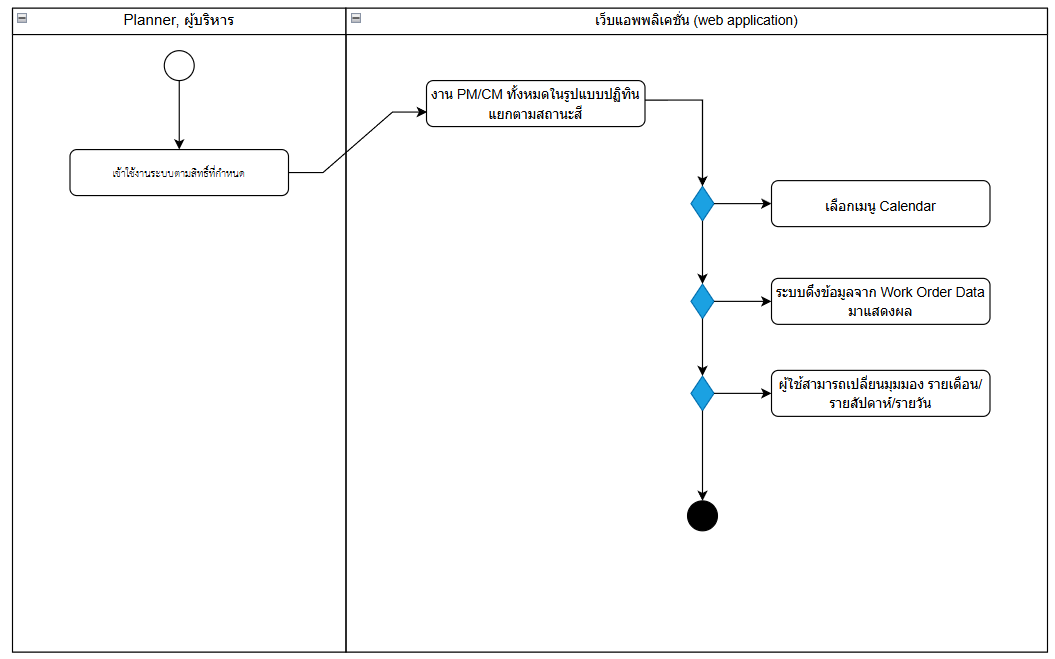 Planner, ผู้บริหาร
เว็บแอพพลิเคชั่น (web application)
งาน PM/CM ทั้งหมดในรูปแบบปฏิทิน
แยกตามสถานะสี
เข้าใช้งานระบบตามสิทธิ์ที่กำหนด
เลือกเมนู Calendar
ระบบดึงข้อมูลจาก Work Order Data
มาแสดงผล
ผู้ใช้สามารถเปลี่ยนมุมมอง รายเดือน/
รายสัปดาห์/รายวัน